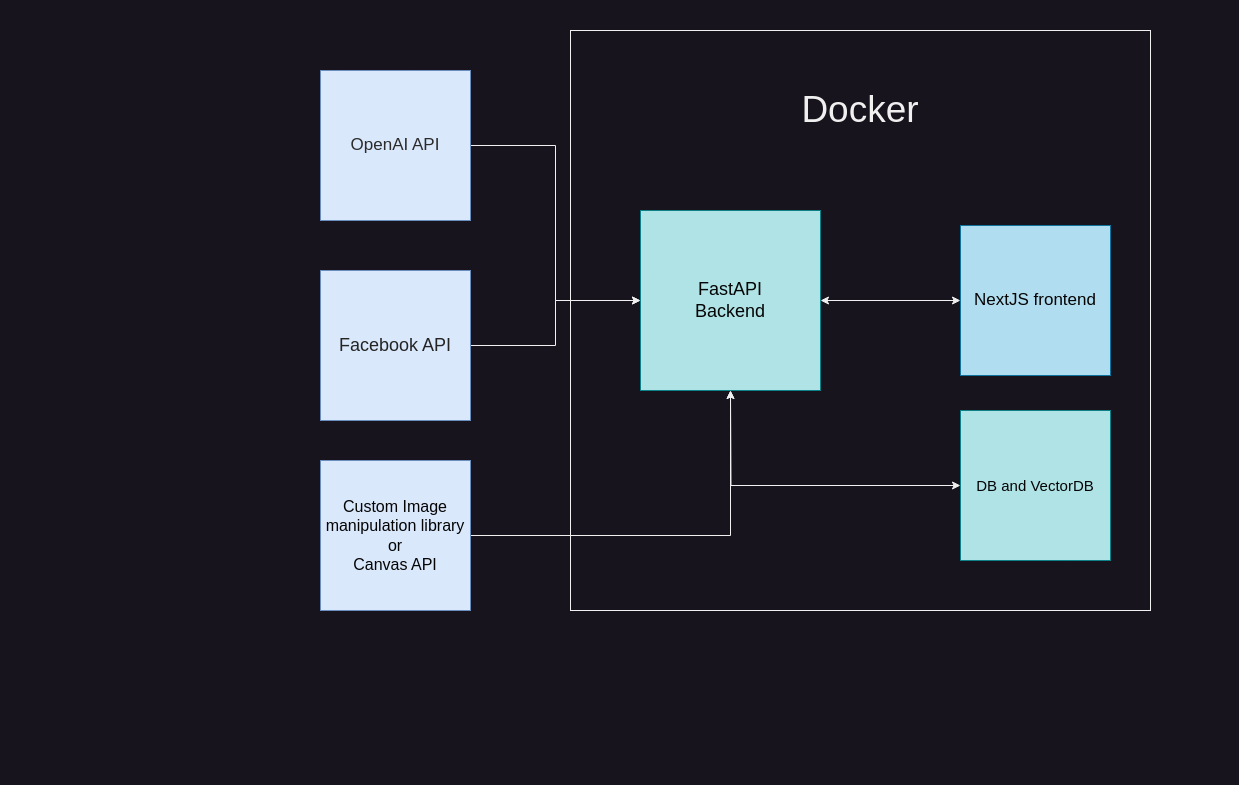 Docker
OpenAI API
FastAPI
Backend
NextJS frontend
Facebook API
DB and VectorDB
Custom Image
manipulation library
or
Canvas API